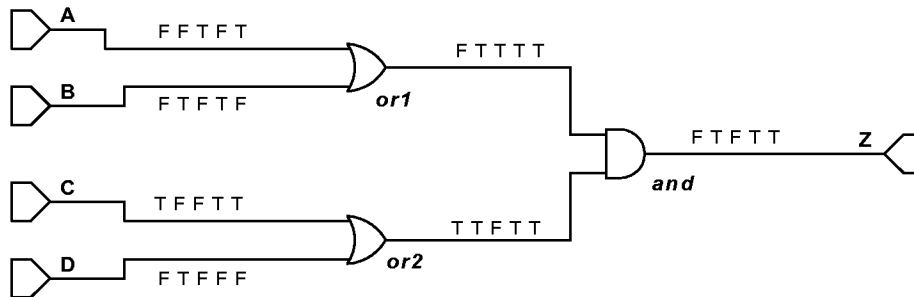 A
F F T F T
F T T T T
B
F T F T F
or1
F T F T T
Z
and
C
T F F T T
T T F T T
D
F T F F F
or2